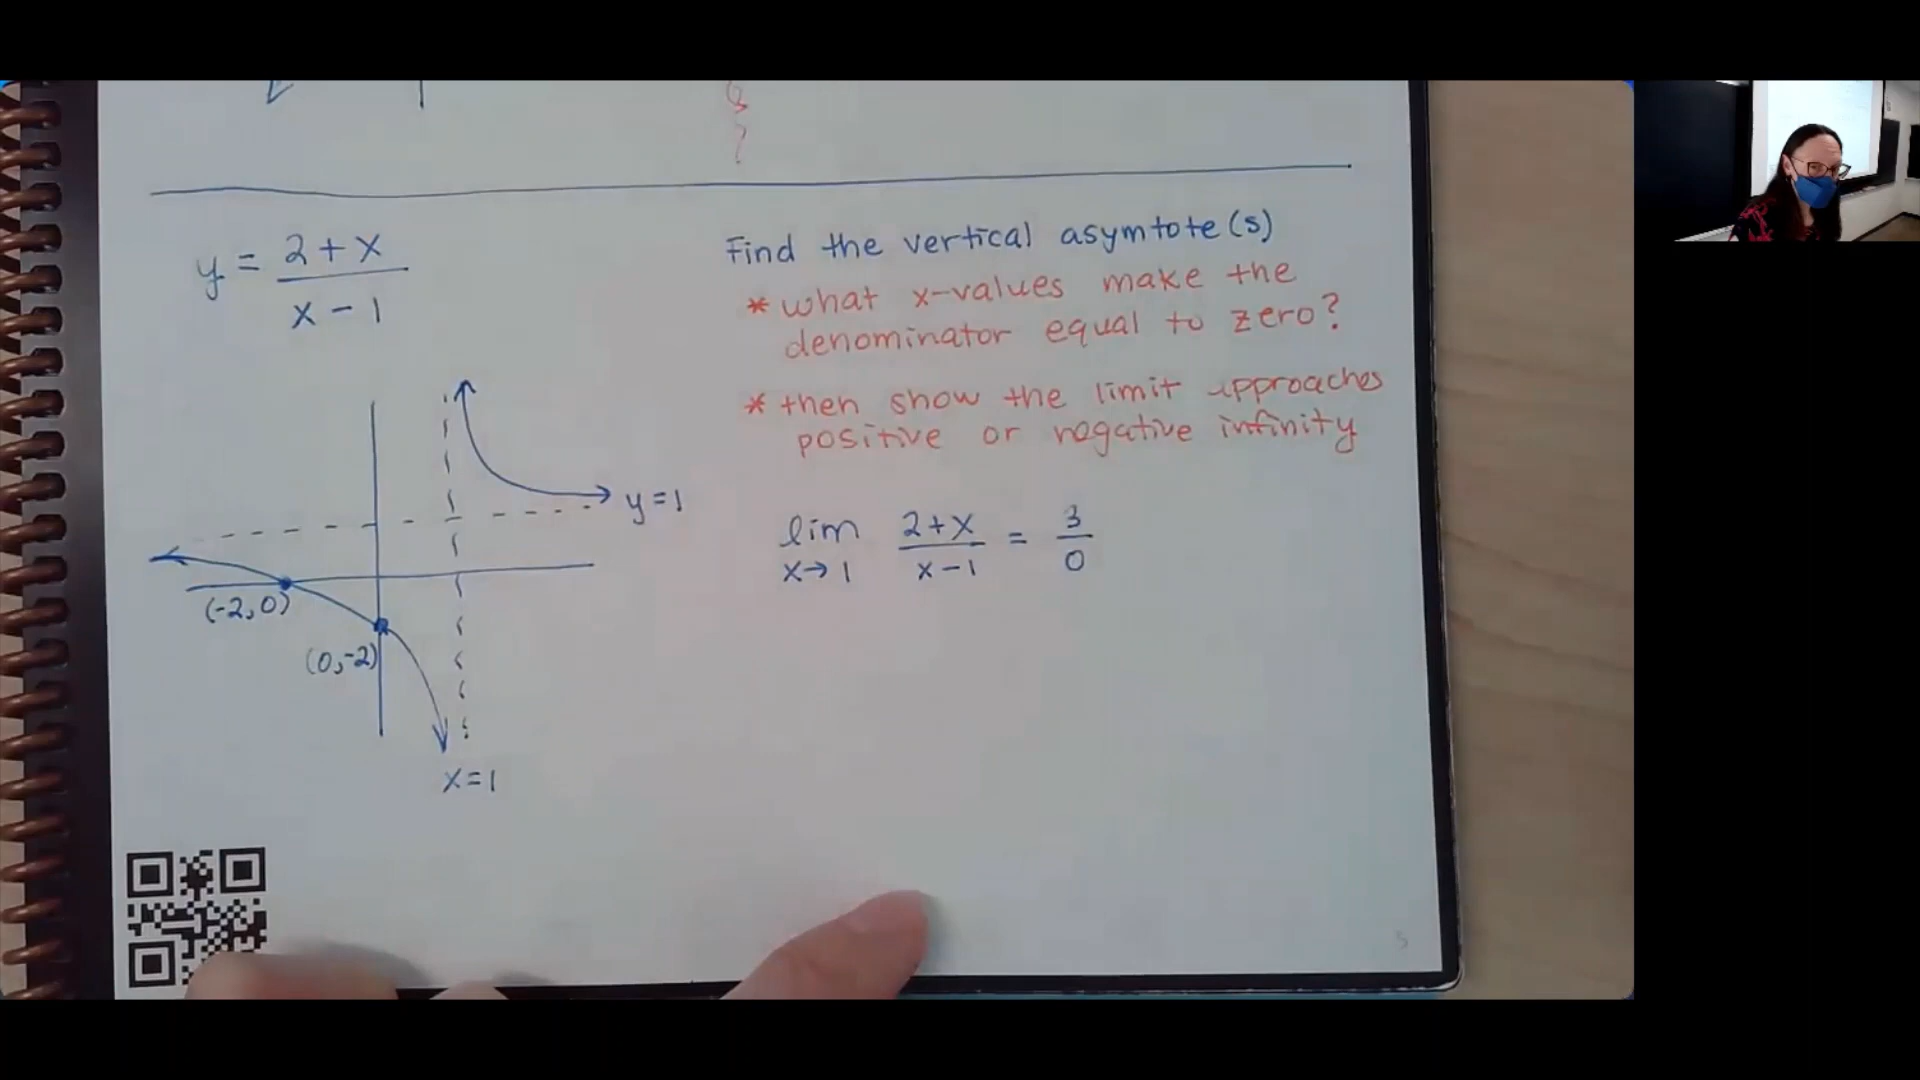 y = 2 + x / x - 1
Find the vertical asymtote(s)
* what x-values make the
denominator equal to zero?
* then show the limit approaches
positive or negative infinity
lim x→1 2+x / x-1 = 3 / 0
y=1
(-2,0)
(0,-2)
x=1
5